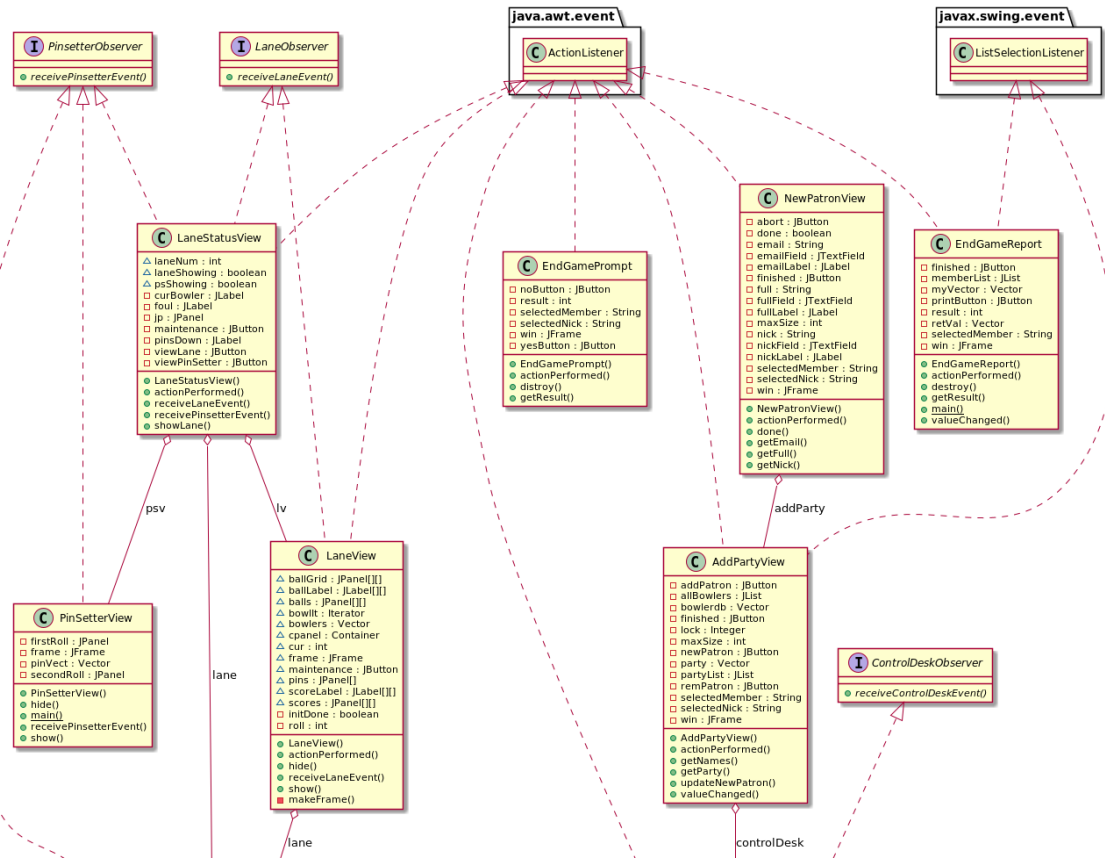 java.awt.event
javax.swing.event
I PinsetterObserver
receivePinsetterEvent()
I LaneObserver
receiveLaneEvent()
C ActionListener
C ListSelectionListener
C LaneStatusView
laneNum : int
laneShowing : boolean
psShowing : boolean
curBowler : JLabel
foul : JLabel
jp : JPanel
maintenance : JButton
pinsDown : JLabel
viewLane : JButton
viewPinSetter : JButton
LaneStatusView()
actionPerformed()
receiveLaneEvent()
receivePinsetterEvent()
showLane()
C EndGamePrompt
noButton : JButton
result : int
selectedMember : String
selectedNick : String
win : JFrame
yesButton : JButton
EndGamePrompt()
actionPerformed()
distroy()
getResult()
C NewPatronView
abort : JButton
done : boolean
email : String
emailField : JTextField
emailLabel : JLabel
finished : JButton
full : String
fullField : JTextField
fullLabel : JLabel
maxSize : int
nick : String
nickField : JTextField
nickLabel : JLabel
selectedMember : String
selectedNick : String
win : JFrame
NewPatronView()
actionPerformed()
done()
getEmail()
getFull()
getNick()
C EndGameReport
finished : JButton
memberList : JList
myVector : Vector
printButton : JButton
result : int
retVal : Vector
selectedMember : String
win : JFrame
EndGameReport()
actionPerformed()
destroy()
getResult()
main()
valueChanged()
psv
lv
addParty
C PinSetterView
firstRoll : JPanel
frame : JFrame
pinVect : Vector
secondRoll : JPanel
PinSetterView()
hide()
main()
receivePinsetterEvent()
show()
lane
C LaneView
ballGrid : JPanel[][]
ballLabel : JLabel[][]
balls : JPanel[][]
bowlIt : Iterator
bowlers : Vector
cpanel : Container
cur : int
frame : JFrame
maintenance : JButton
pins : JPanel[]
scoreLabel : JLabel[][]
scores : JPanel[][]
initDone : boolean
roll : int
LaneView()
actionPerformed()
hide()
receiveLaneEvent()
show()
makeFrame()
C AddPartyView
addPatron : JButton
allBowlers : JList
bowlerdb : Vector
finished : JButton
lock : Integer
maxSize : int
newPatron : JButton
party : Vector
partyList : JList
remPatron : JButton
selectedMember : String
selectedNick : String
win : JFrame
AddPartyView()
actionPerformed()
getNames()
getParty()
updateNewPatron()
valueChanged()
I ControlDeskObserver
receiveControlDeskEvent()
lane
controlDesk